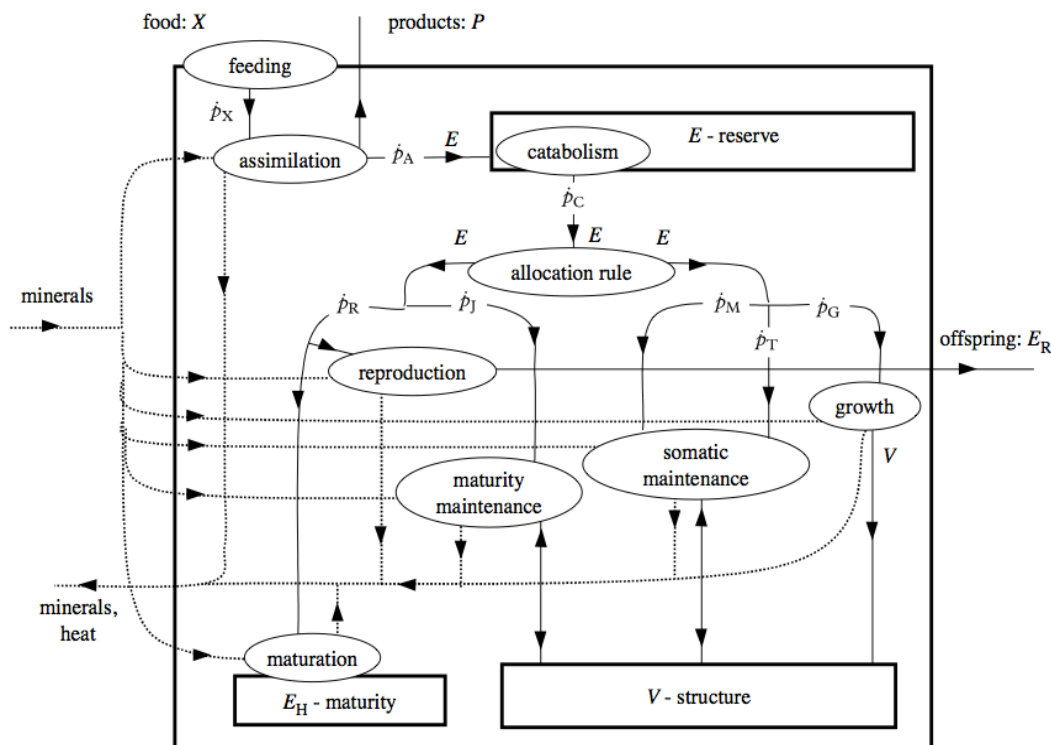 food: X
products: P
feeding
ṗX
assimilation
ṗA
E
catabolism
E - reserve
ṗC
E
E
E
allocation rule
minerals
ṗR
ṗJ
ṗM
ṗG
ṗT
offspring: ER
reproduction
growth
somatic
maintenance
V
maturity
maintenance
minerals,
heat
maturation
EH - maturity
V - structure